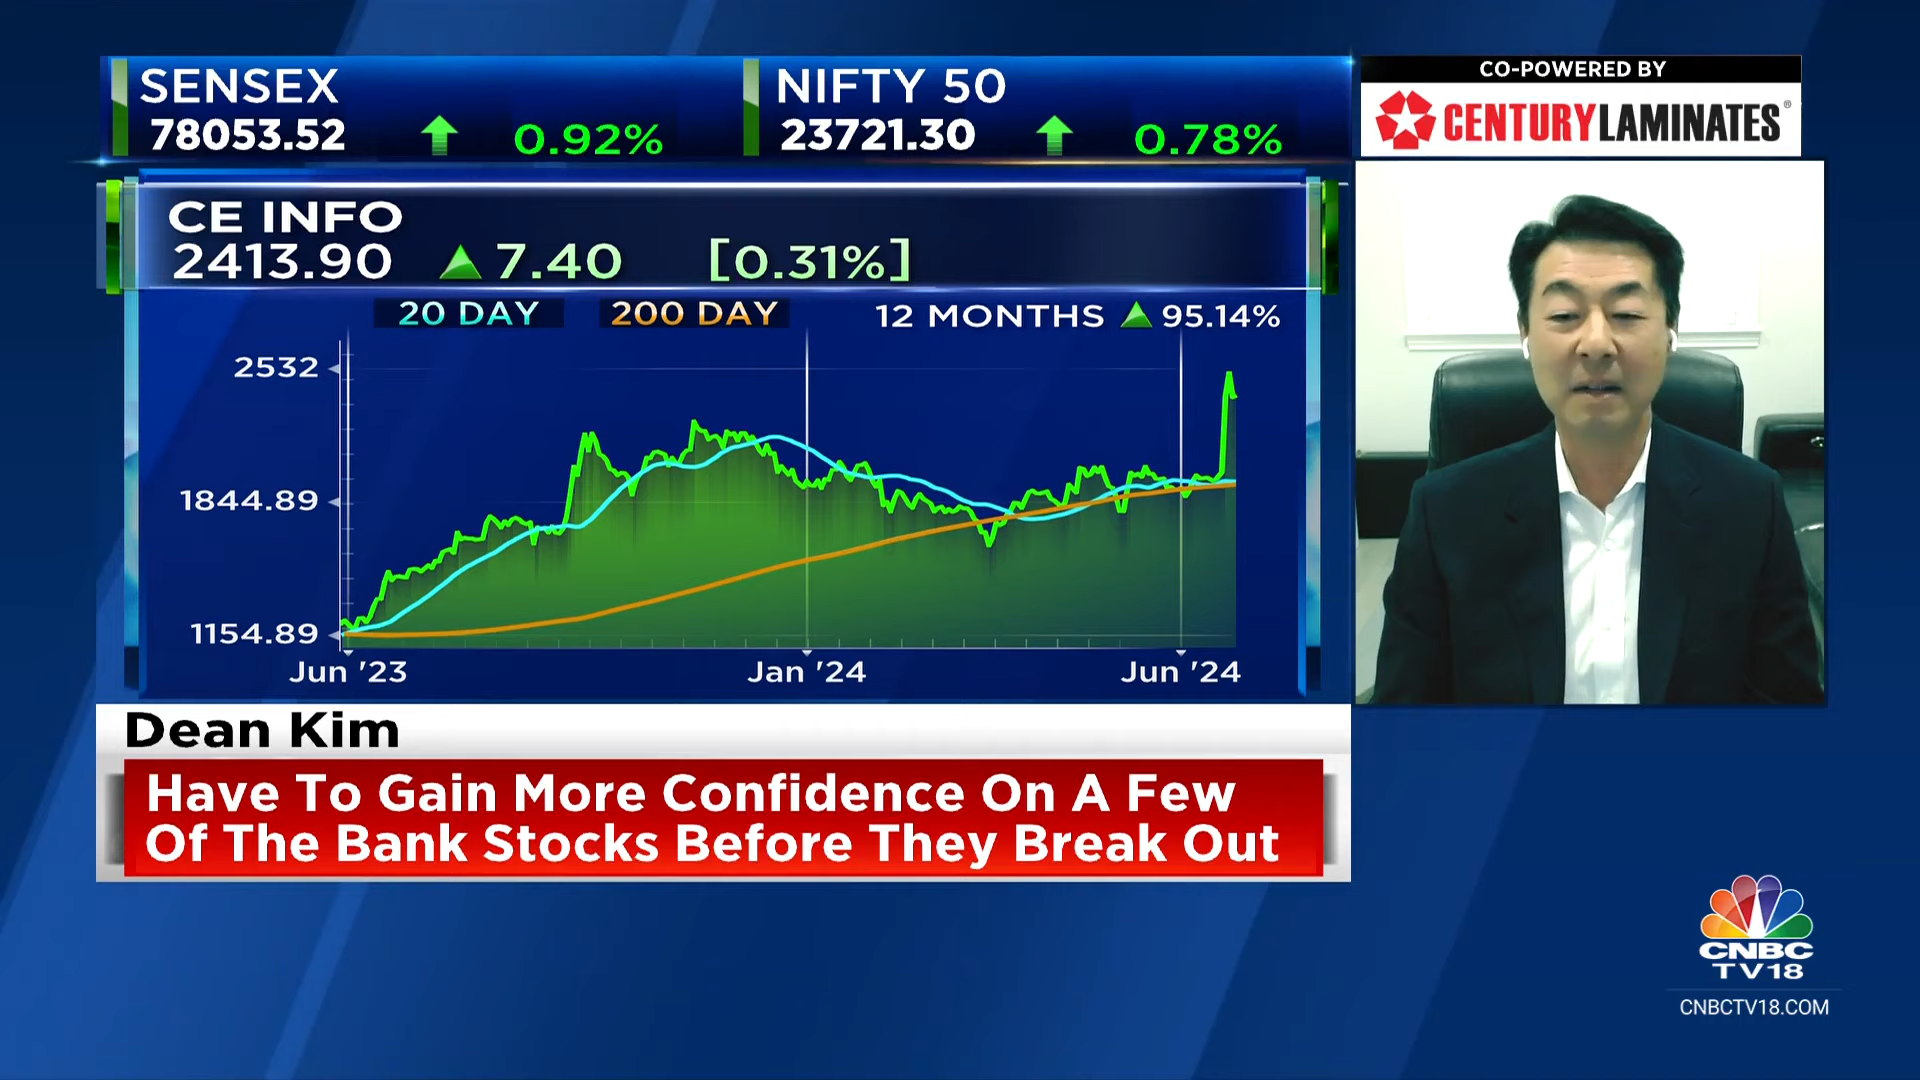 SENSEX
78053.52 0.92%
NIFTY 50
23721.30 0.78%
CO-POWERED BY
CENTURYLAMINATES®
CE INFO
2413.90 7.40 [0.31%]
20 DAY 200 DAY 12 MONTHS 95.14%
2532
1844.89
1154.89
Jun '23 Jan '24 Jun '24
Dean Kim
Have To Gain More Confidence On A Few
Of The Bank Stocks Before They Break Out
CNBC
TV18
CNBCTV18.COM